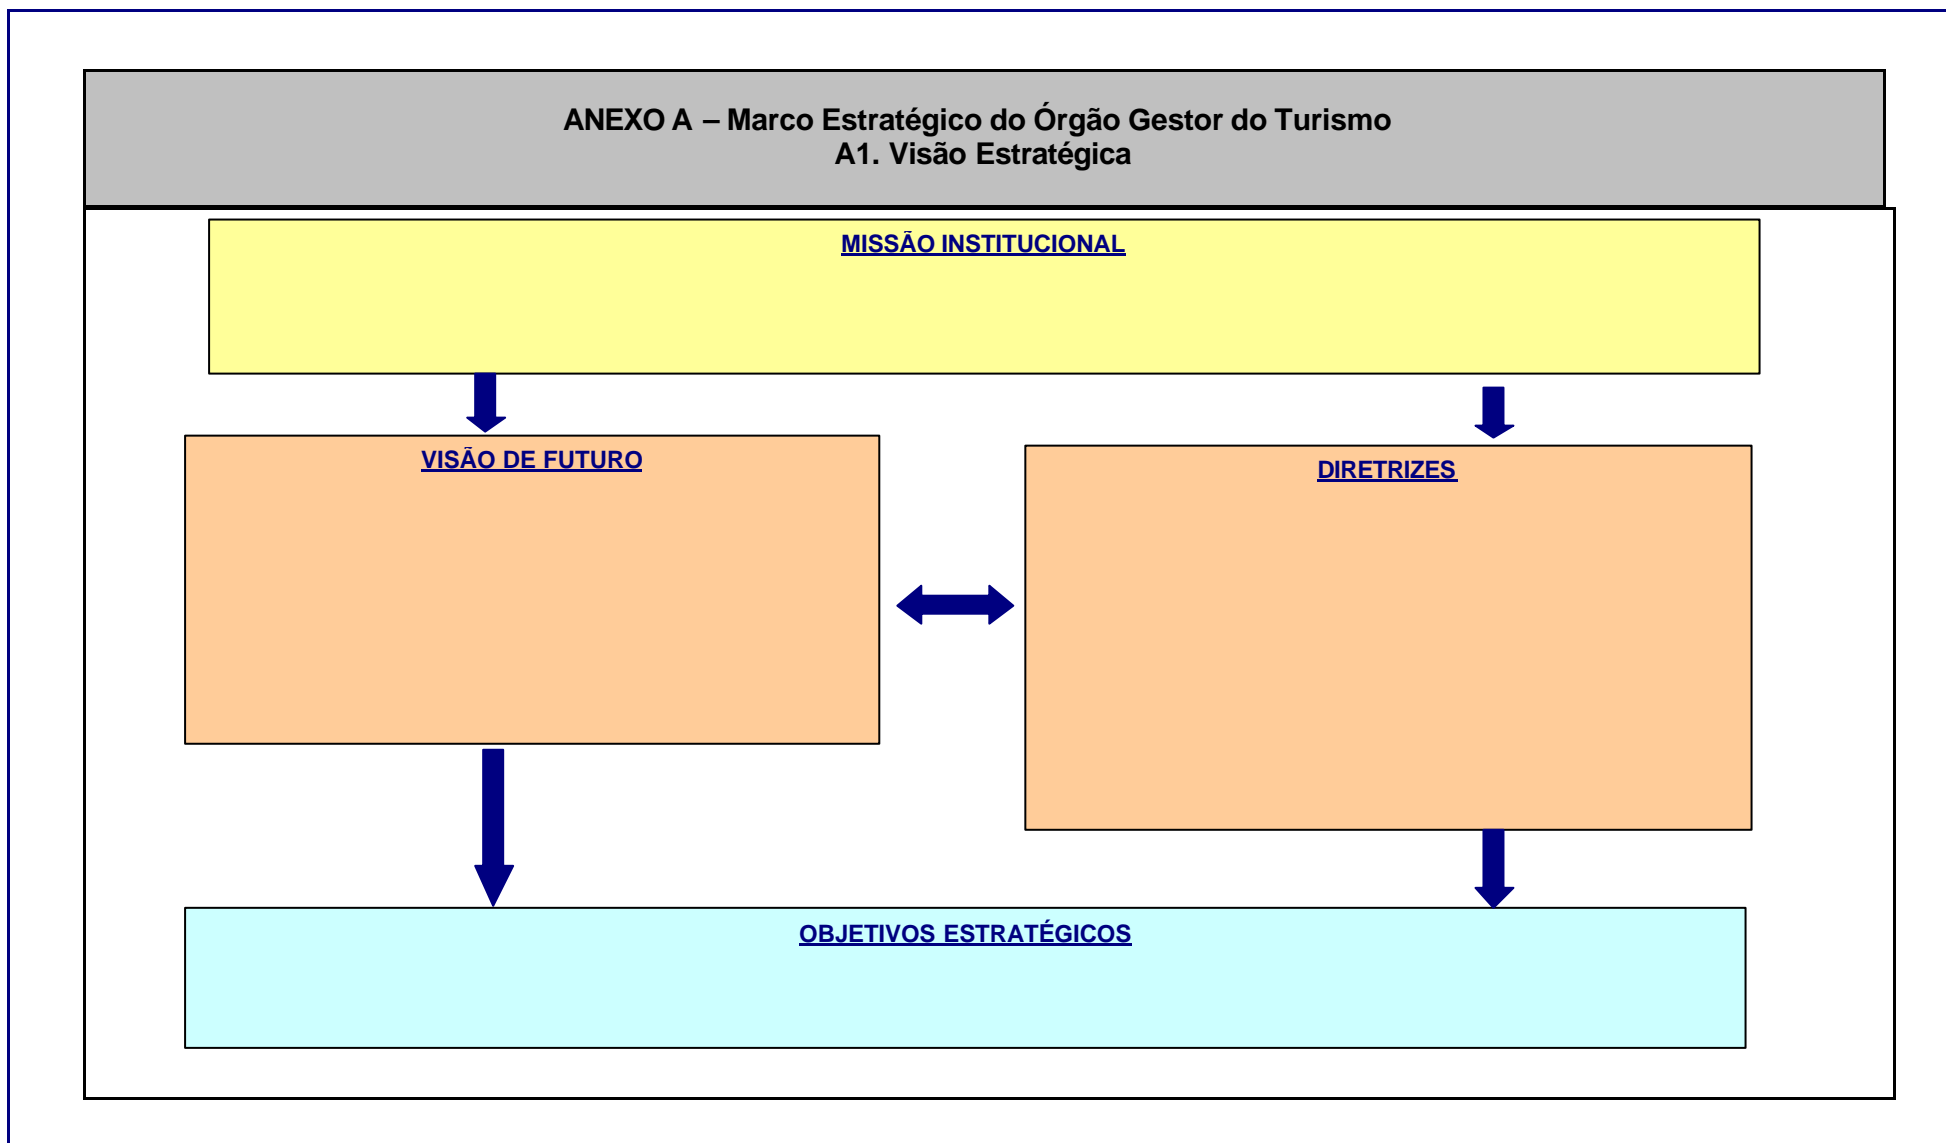 ANEXO A – Marco Estratégico do Órgão Gestor do Turismo
A1. Visão Estratégica
MISSÃO INSTITUCIONAL
VISÃO DE FUTURO
DIRETRIZES
OBJETIVOS ESTRATÉGICOS